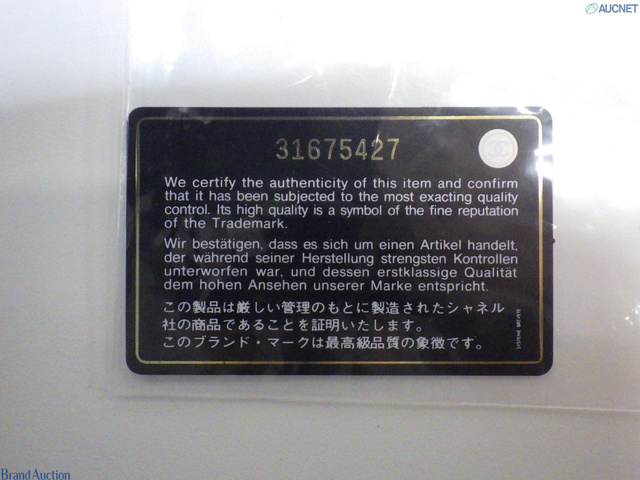 AUCNET
31675427
We certify the authenticity of this item and confirm
that it has been subjected to the most exacting quality
control. Its high quality is a symbol of the fine reputation
of the Trademark.
Wir bestätigen, dass es sich um einen Artikel handelt,
der während seiner Herstellung strengsten Kontrollen
unterworfen war, und dessen erstklassige Qualität
dem hohen Ansehen unserer Marke entspricht.
この製品は厳しい管理のもとに製造されたシャネル
社の商品であることを証明いたします。
このブランド・マークは最高級品質の象徴です。
SYSTEME BREVETE
BrandAuction